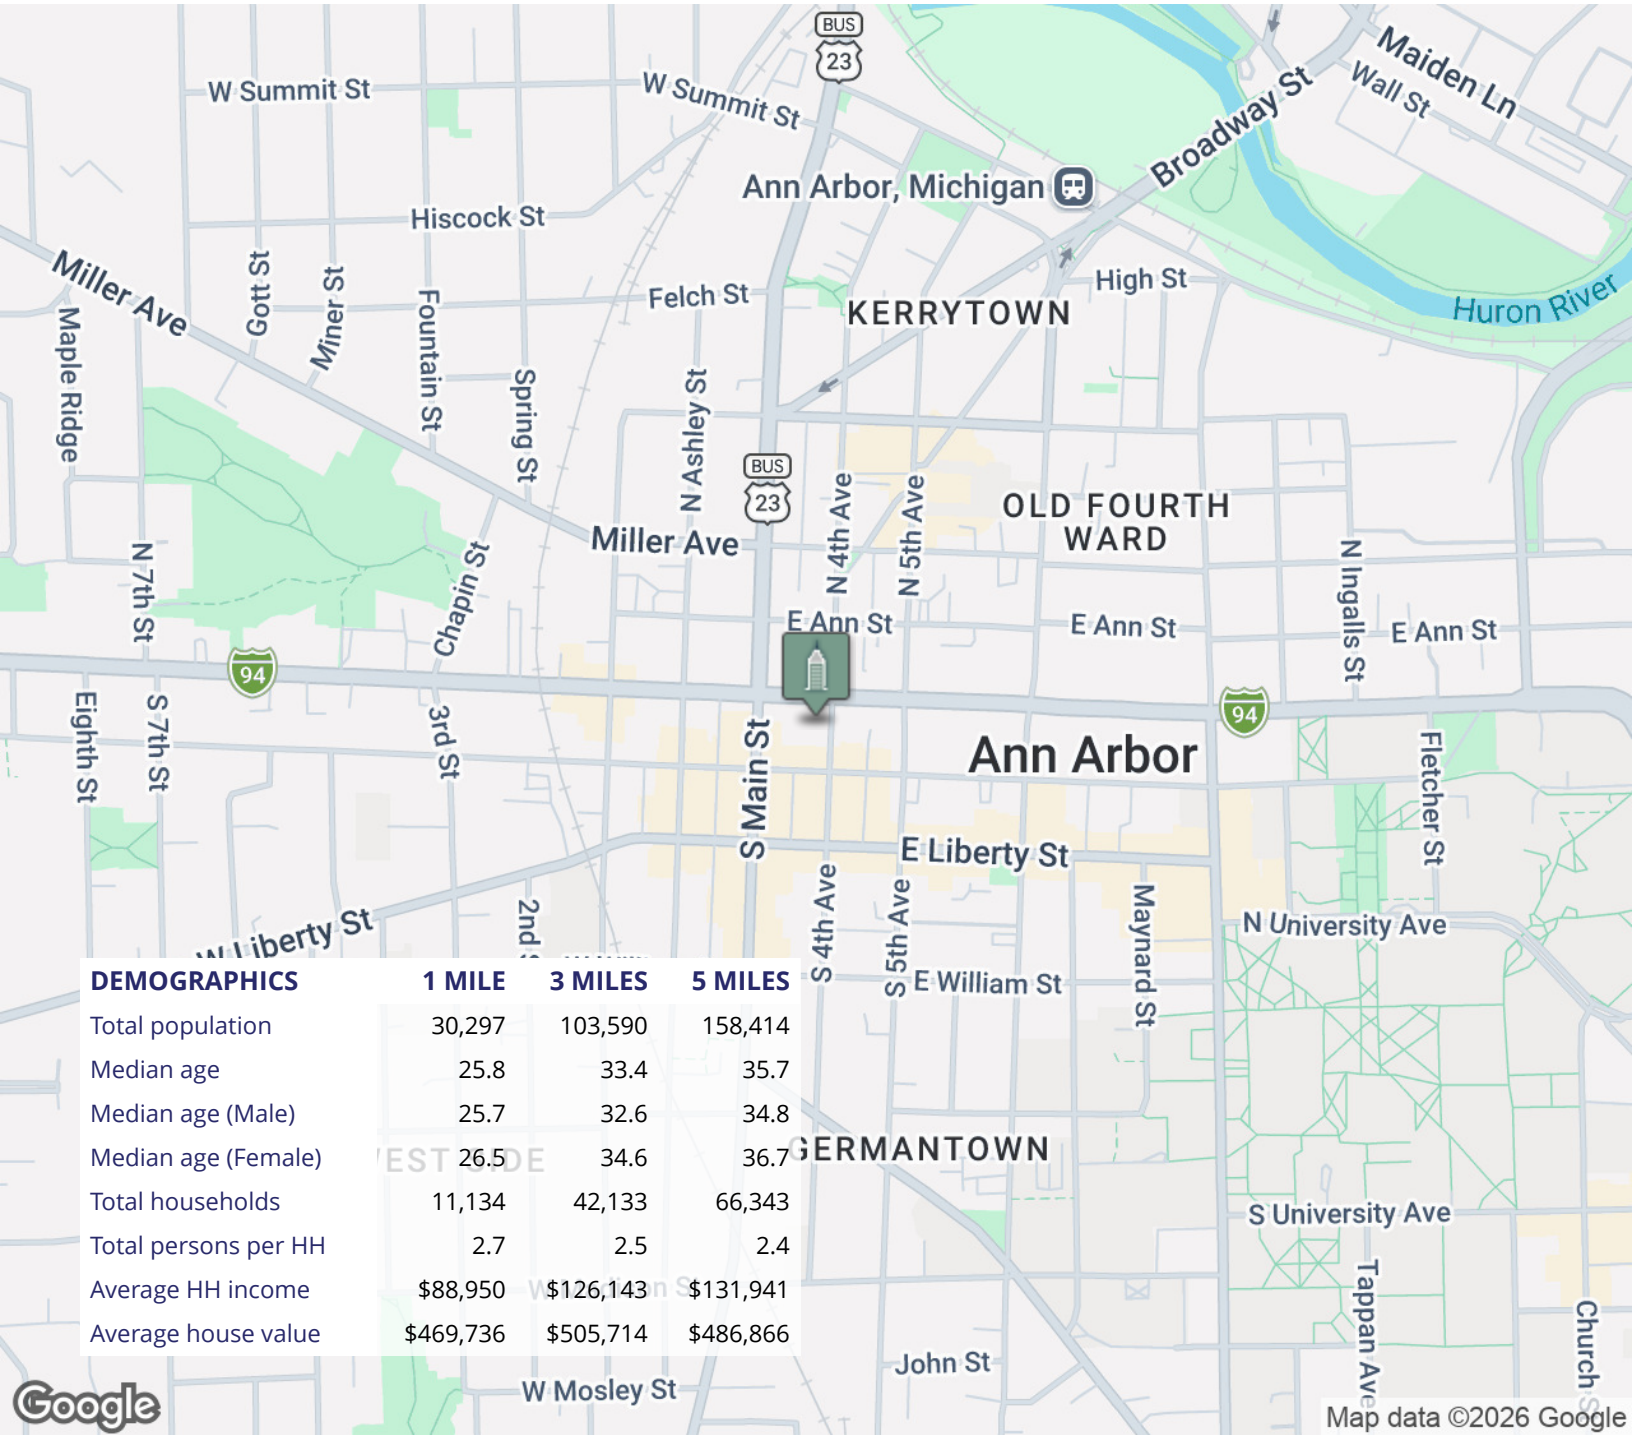 BUS
23
W Summit St
W Summit St
Maiden Ln
Wall St
Broadway St
Ann Arbor, Michigan
Hiscock St
Miller Ave
Gott St
Miner St
Fountain St
Felch St
High St
KERRYTOWN
Huron River
Maple Ridge
Spring St
N Ashley St
BUS
23
N 4th Ave
N 5th Ave
OLD FOURTH
WARD
Miller Ave
N 7th St
Chapin St
N Ingalls St
E Ann St
E Ann St
E Ann St
94
94
Eighth St
S 7th St
3rd St
S Main St
Ann Arbor
Fletcher St
E Liberty St
W Liberty St
2nd S
S 4th Ave
S 5th Ave
Maynard St
N University Ave
E William St
DEMOGRAPHICS 1 MILE 3 MILES 5 MILES
Total population 30,297 103,590 158,414
Median age 25.8 33.4 35.7
Median age (Male) 25.7 32.6 34.8
Median age (Female) 26.5 34.6 36.7
Total households 11,134 42,133 66,343
Total persons per HH 2.7 2.5 2.4
Average HH income $88,950 $126,143 $131,941
Average house value $469,736 $505,714 $486,866
EST SIDE
GERMANTOWN
W Madison St
S University Ave
Tappan Ave
Church S
John St
W Mosley St
Google
Map data ©2026 Google